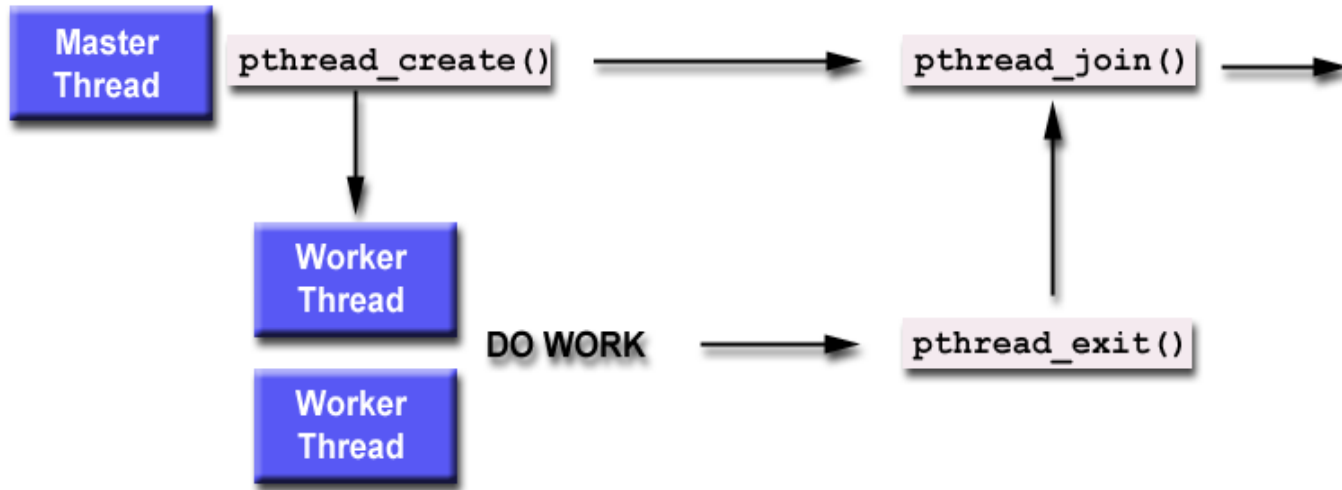 Master
Thread
pthread_create()
pthread_join()
Worker
Thread
DO WORK
pthread_exit()
Worker
Thread